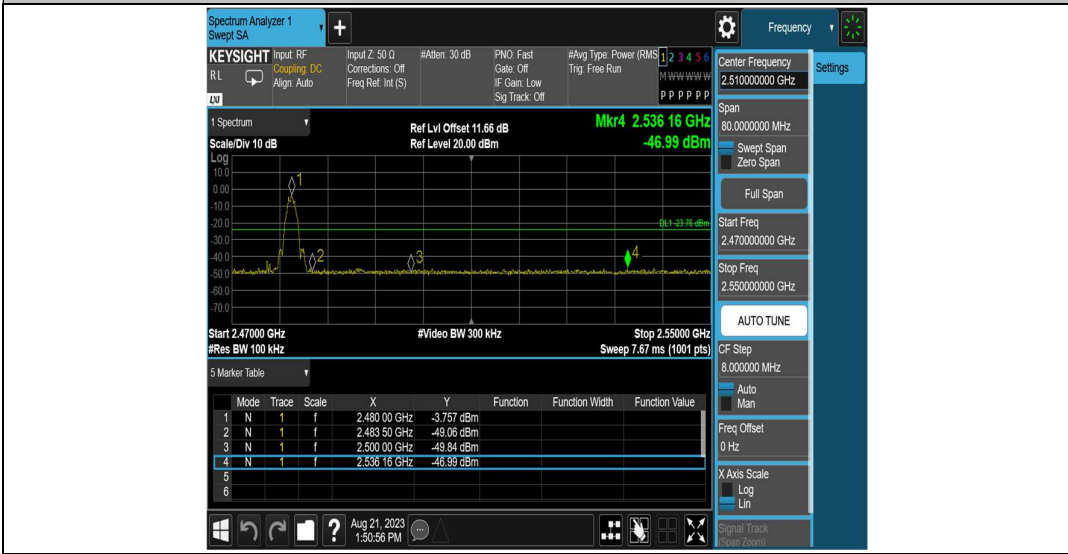 Spectrum Analyzer 1
Swept SA
Frequency
KEYSIGHT Input: RF
Coupling: DC
Align: Auto
Input Z: 50 Ω
Corrections: Off
Freq Ref: Int (S)
#Atten: 30 dB
PNO: Fast
Gate: Off
IF Gain: Low
Sig Track: Off
#Avg Type: Power (RMS
Trig: Free Run
1 2 3 4 5 6
M W W W W W
P P P P P P
R L
LXI
Center Frequency
2.510000000 GHz
Settings
1 Spectrum
Scale/Div 10 dB
Ref Lvl Offset 11.66 dB
Ref Level 20.00 dBm
Mkr4 2.536 16 GHz
-46.99 dBm
Span
80.0000000 MHz
Swept Span
Zero Span
Full Span
Start Freq
2.470000000 GHz
Stop Freq
2.550000000 GHz
AUTO TUNE
CF Step
8.000000 MHz
Auto
Man
Freq Offset
0 Hz
X Axis Scale
Log
Lin
Signal Track
(Span Zoom)
Log
10.0
0.00
-10.0
-20.0
-30.0
-40.0
-50.0
-60.0
-70.0
1
2
3
4
DL1 -23.76 dBm
Start 2.47000 GHz
#Video BW 300 kHz
Stop 2.55000 GHz
#Res BW 100 kHz
Sweep 7.67 ms (1001 pts)
5 Marker Table
Mode Trace Scale X Y Function Function Width Function Value
1 N 1 f 2.480 00 GHz -3.757 dBm
2 N 1 f 2.483 50 GHz -49.06 dBm
3 N 1 f 2.500 00 GHz -49.84 dBm
4 N 1 f 2.536 16 GHz -46.99 dBm
5
6
Aug 21, 2023
1:50:56 PM